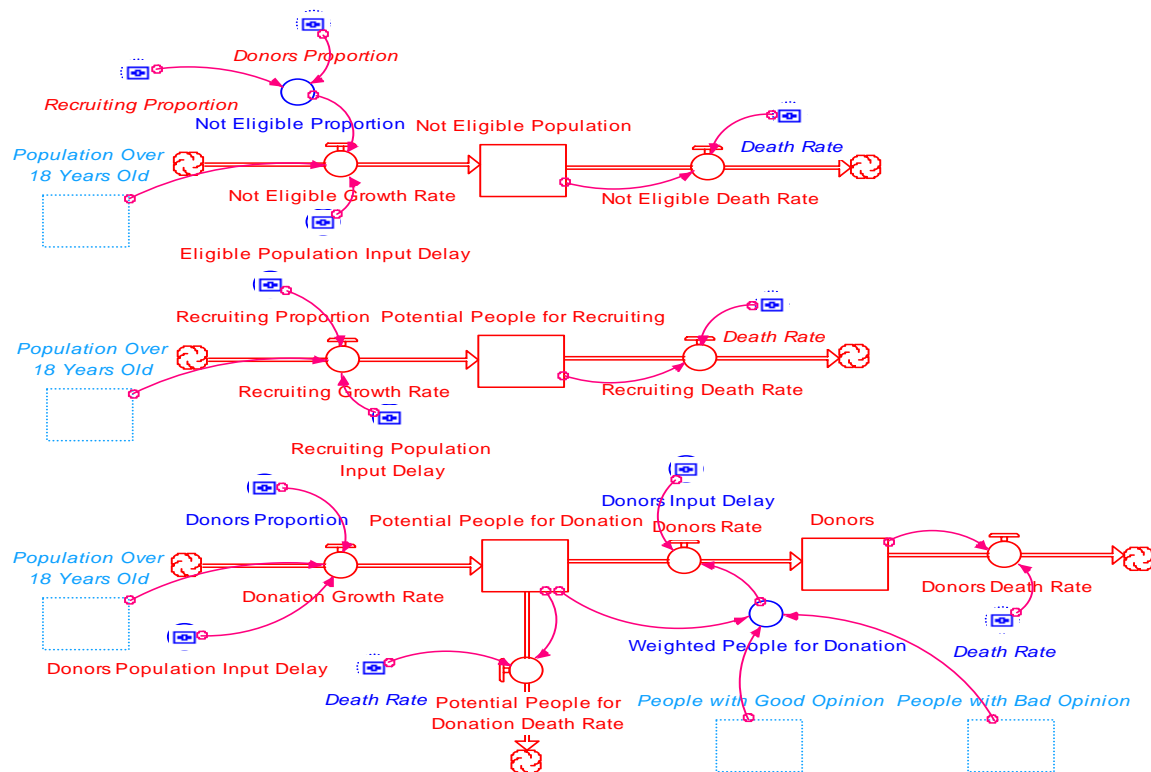 Donors Proportion
Recruiting Proportion
Not Eligible Proportion
Not Eligible Population
Population Over
18 Years Old
Death Rate
Not Eligible Growth Rate
Not Eligible Death Rate
Eligible Population Input Delay
Recruiting Proportion
Potential People for Recruiting
Population Over
18 Years Old
Death Rate
Recruiting Growth Rate
Recruiting Death Rate
Recruiting Population
Input Delay
Donors Proportion
Potential People for Donation
Donors Input Delay
Donors Rate
Donors
Population Over
18 Years Old
Donation Growth Rate
Donors Death Rate
Donors Population Input Delay
Weighted People for Donation
Death Rate
Death Rate
Potential People for
Donation Death Rate
People with Good Opinion
People with Bad Opinion